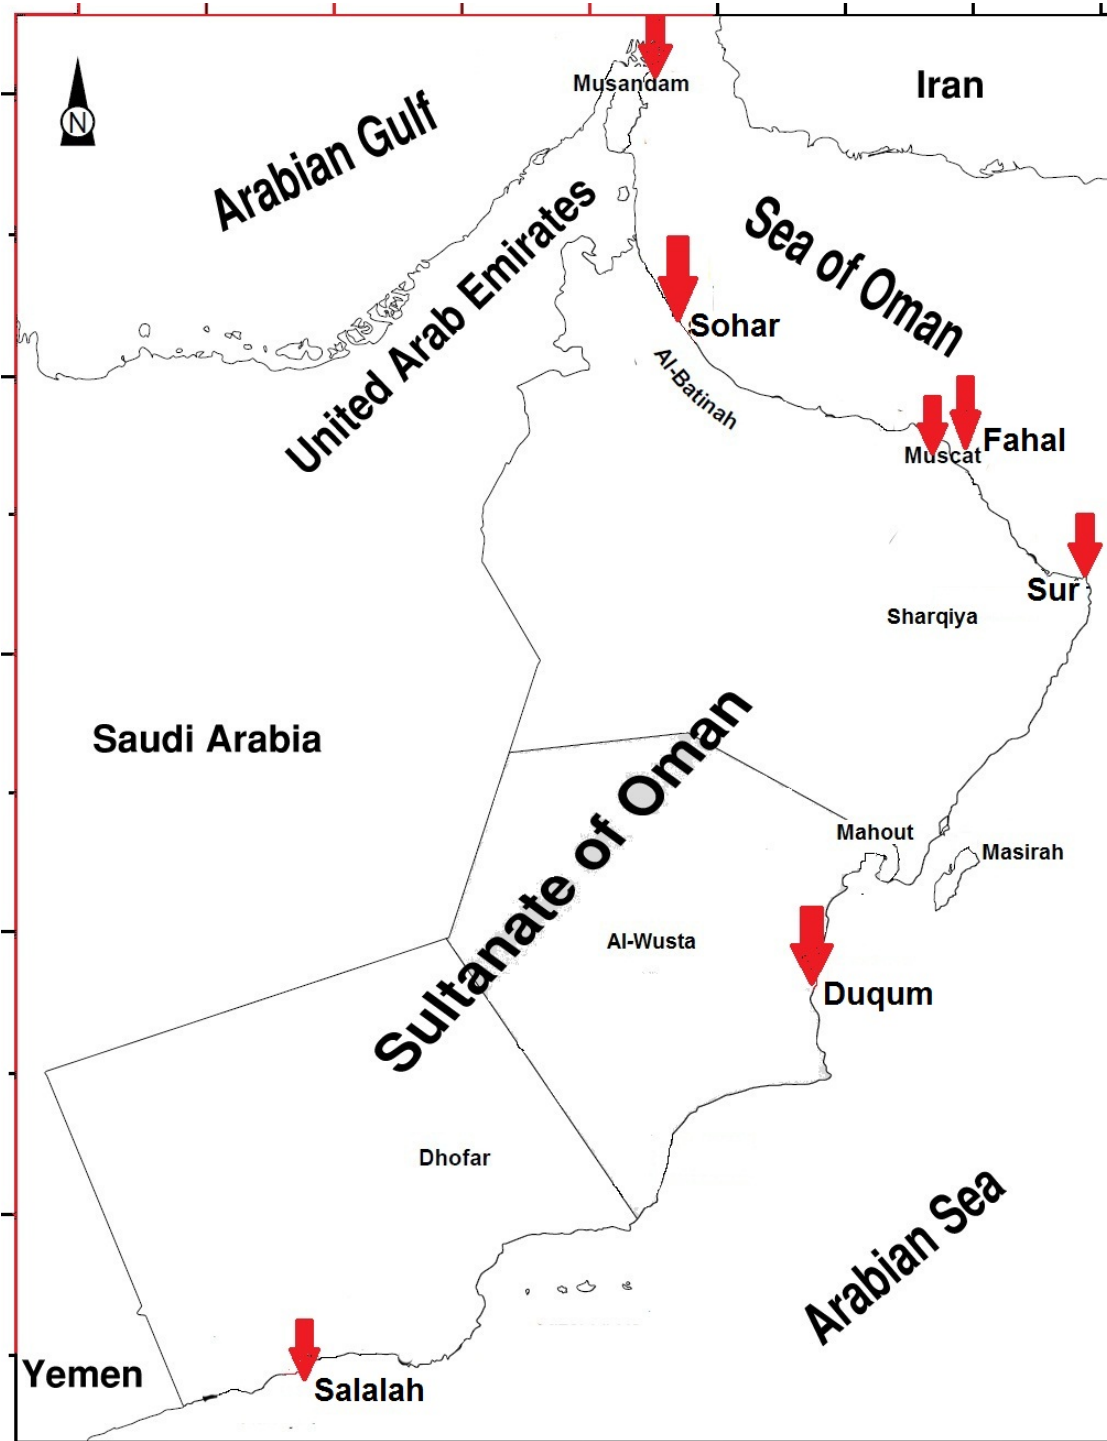 Musandam
Iran
N
Arabian Gulf
Sea of Oman
United Arab Emirates
Sohar
Al-Batinah
Fahal
Muscat
Sur
Sharqiya
Saudi Arabia
Sultanate of Oman
Mahout
Masirah
Al-Wusta
Duqum
Dhofar
Arabian Sea
Yemen
Salalah